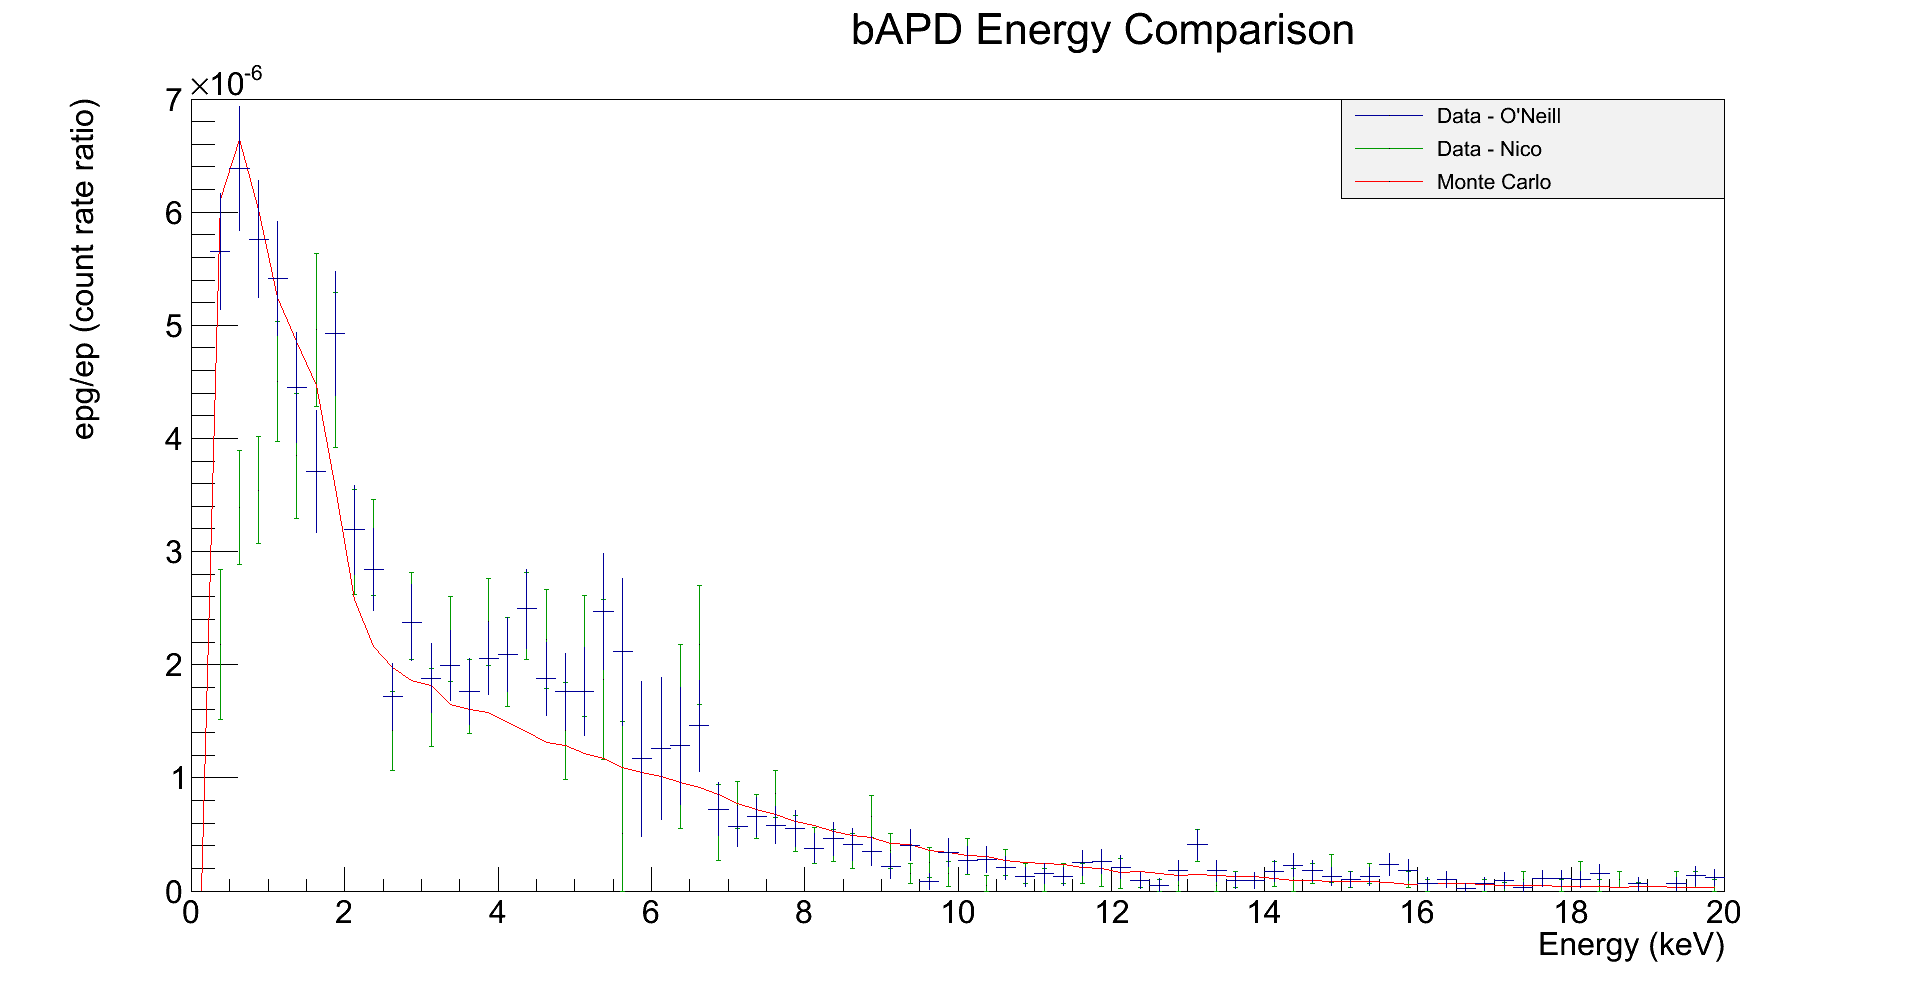 bAPD Energy Comparison
×10-6
epg/ep (count rate ratio)
7
6
5
4
3
2
1
0
Data - O'Neill
Data - Nico
Monte Carlo
0 2 4 6 8 10 12 14 16 18 20
Energy (keV)